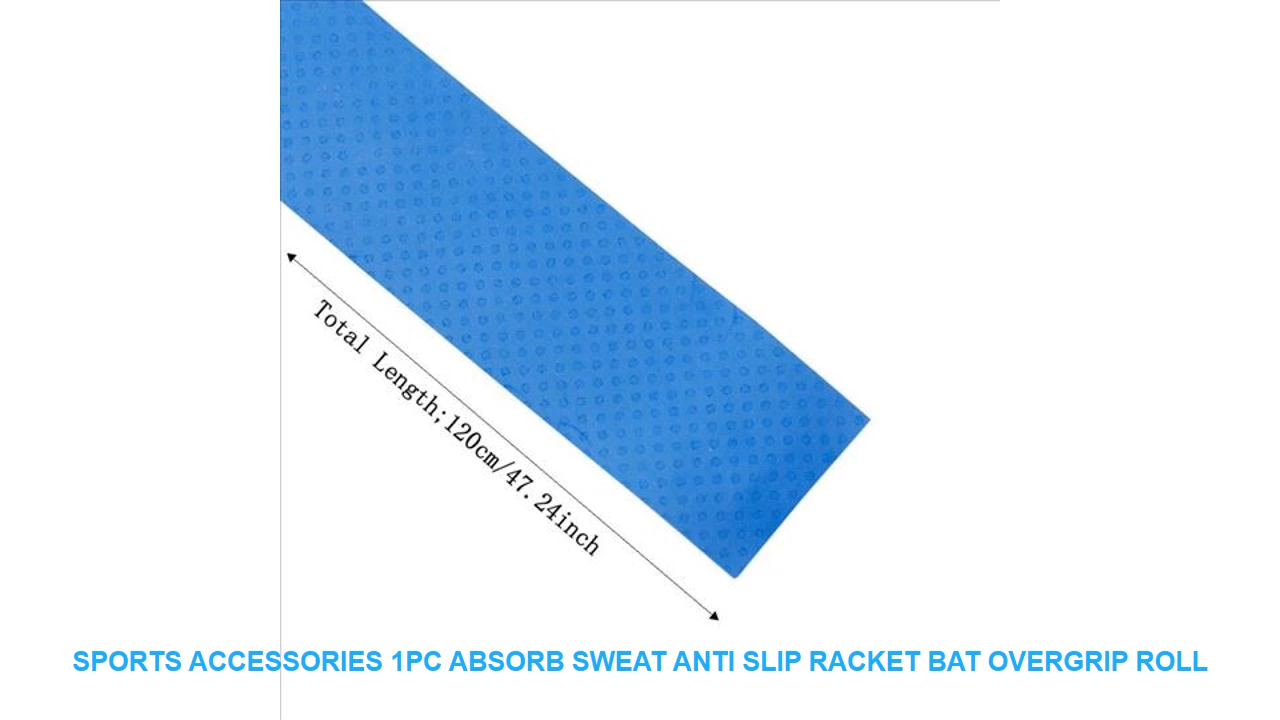 Total Length;120cm/47.24inch
SPORTS ACCESSORIES 1PC ABSORB SWEAT ANTI SLIP RACKET BAT OVERGRIP ROLL